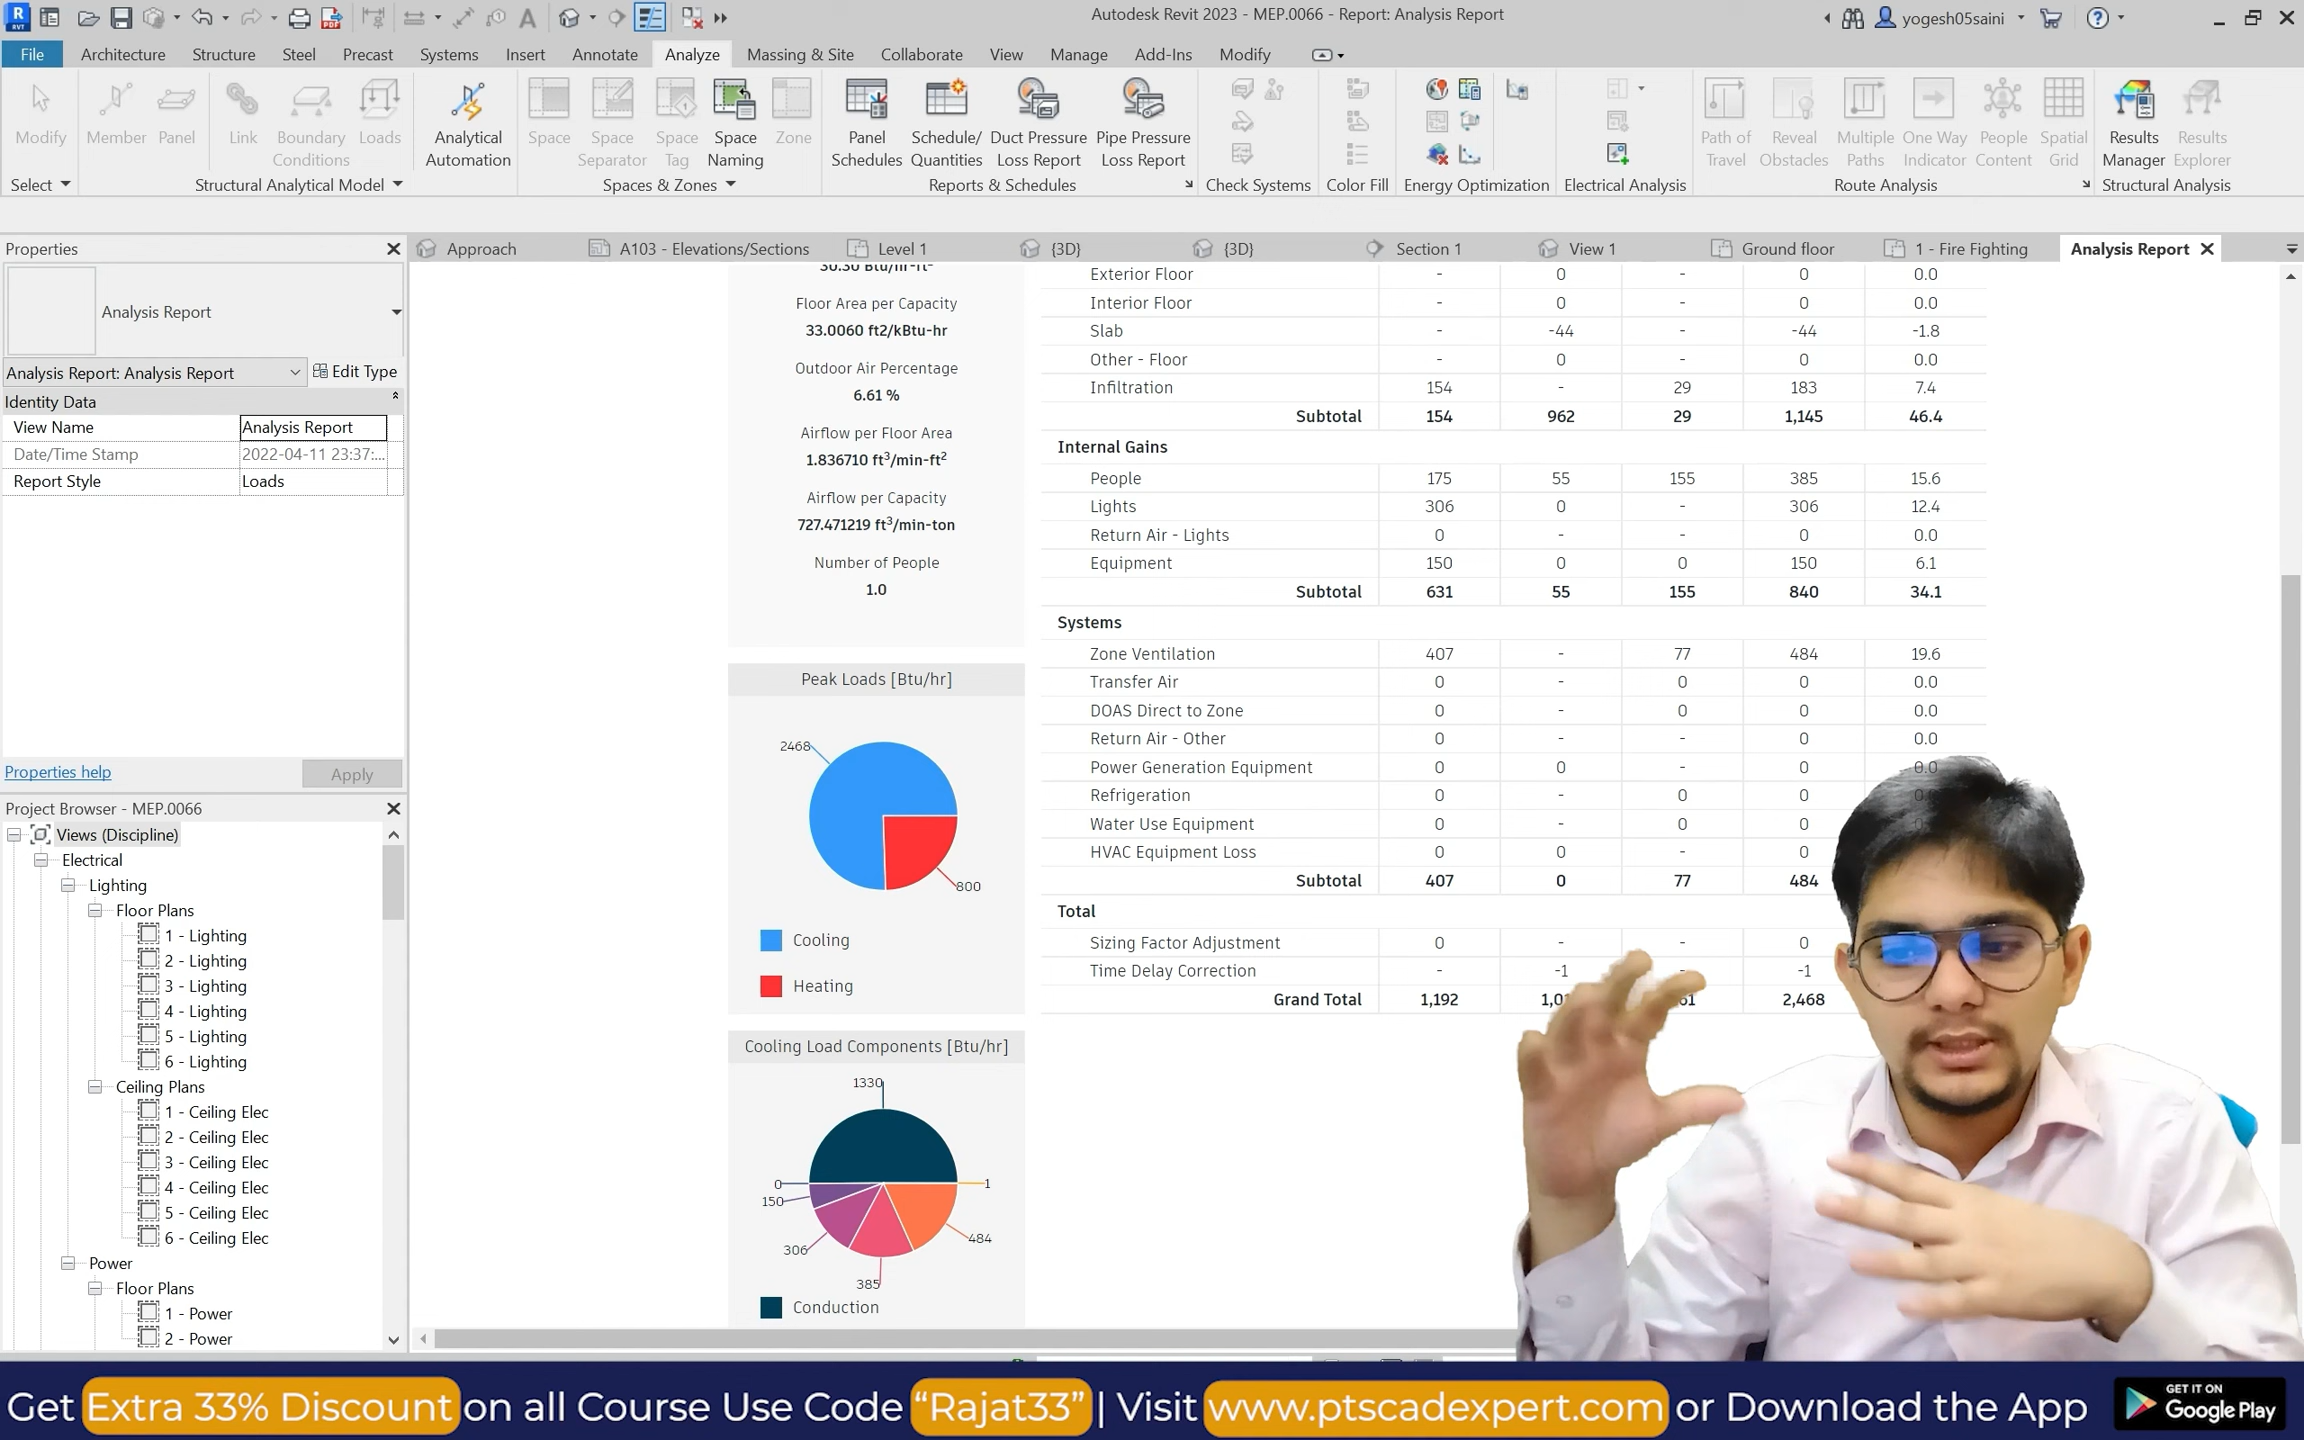 Autodesk Revit 2023 - MEP.0066 - Report: Analysis Report
yogesh05saini
File Architecture Structure Steel Precast Systems Insert Annotate Analyze Massing & Site Collaborate View Manage Add-Ins Modify
Modify Member Panel Link Boundary Conditions Loads Analytical Automation Space Space Separator Space Tag Space Naming Zone Panel Schedules Schedule/ Quantities Duct Pressure Loss Report Pipe Pressure Loss Report Path of Travel Reveal Obstacles Multiple Paths One Way Indicator People Content Spatial Grid Results Manager Results Explorer
Select Structural Analytical Model Spaces & Zones Reports & Schedules Check Systems Color Fill Energy Optimization Electrical Analysis Route Analysis Structural Analysis
Properties
Approach A103 - Elevations/Sections Level 1 {3D} {3D} Section 1 View 1 Ground floor 1 - Fire Fighting Analysis Report
Analysis Report
Analysis Report: Analysis Report Edit Type
Identity Data
View Name Analysis Report
Date/Time Stamp 2022-04-11 23:37:...
Report Style Loads
Properties help Apply
Project Browser - MEP.0066
Views (Discipline)
Electrical
Lighting
Floor Plans
1 - Lighting
2 - Lighting
3 - Lighting
4 - Lighting
5 - Lighting
6 - Lighting
Ceiling Plans
1 - Ceiling Elec
2 - Ceiling Elec
3 - Ceiling Elec
4 - Ceiling Elec
5 - Ceiling Elec
6 - Ceiling Elec
Power
Floor Plans
1 - Power
2 - Power
Floor Area per Capacity
33.0060 ft2/kBtu-hr
Outdoor Air Percentage
6.61 %
Airflow per Floor Area
1.836710 ft³/min-ft²
Airflow per Capacity
727.471219 ft³/min-ton
Number of People
1.0
Peak Loads [Btu/hr]
2468
800
Cooling
Heating
Cooling Load Components [Btu/hr]
1330
0 1
150
484
306
385
Conduction
Exterior Floor - 0 - 0 0.0
Interior Floor - 0 - 0 0.0
Slab - -44 - -44 -1.8
Other - Floor - 0 - 0 0.0
Infiltration 154 - 29 183 7.4
Subtotal 154 962 29 1,145 46.4
Internal Gains
People 175 55 155 385 15.6
Lights 306 0 - 306 12.4
Return Air - Lights 0 - - 0 0.0
Equipment 150 0 0 150 6.1
Subtotal 631 55 155 840 34.1
Systems
Zone Ventilation 407 - 77 484 19.6
Transfer Air 0 - 0 0 0.0
DOAS Direct to Zone 0 - 0 0 0.0
Return Air - Other 0 - - 0 0.0
Power Generation Equipment 0 0 - 0 0.0
Refrigeration 0 - 0 0
Water Use Equipment 0 - 0 0
HVAC Equipment Loss 0 0 - 0
Subtotal 407 0 77 484
Total
Sizing Factor Adjustment 0 - - 0
Time Delay Correction - -1 - -1
Grand Total 1,192 2,468
Get Extra 33% Discount on all Course Use Code “Rajat33” | Visit www.ptscadexpert.com or Download the App
GET IT ON
Google Play